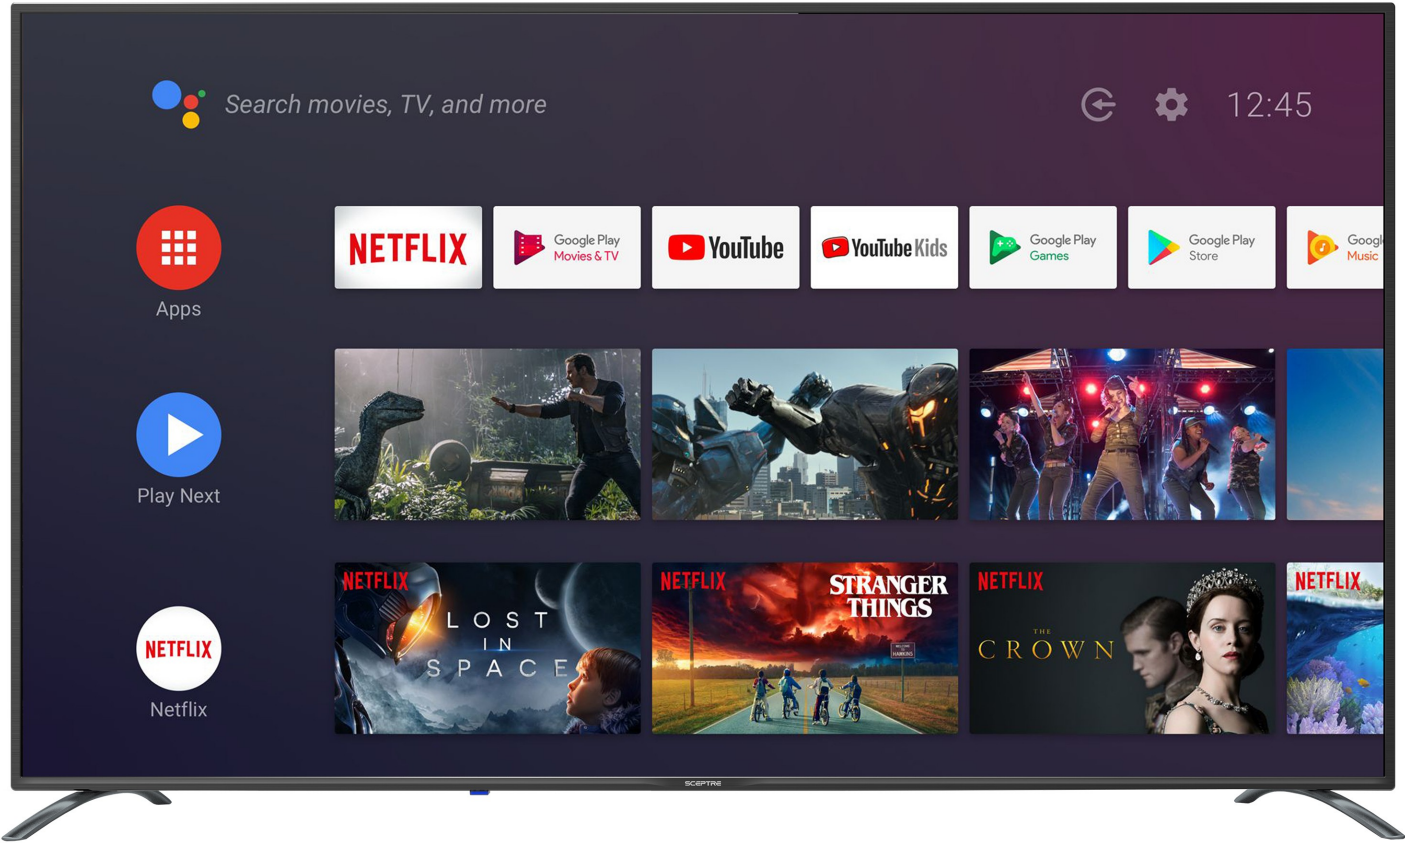 Search movies, TV, and more
12:45
NETFLIX
Google Play
Movies & TV
YouTube
YouTube Kids
Google Play
Games
Google Play
Store
Music
Apps
Play Next
NETFLIX
LOST
IN
SPACE
NETFLIX
STRANGER
THINGS
HAWKINS
NETFLIX
THE
CROWN
NETFLIX
NETFLIX
Netflix
SCEPTRE